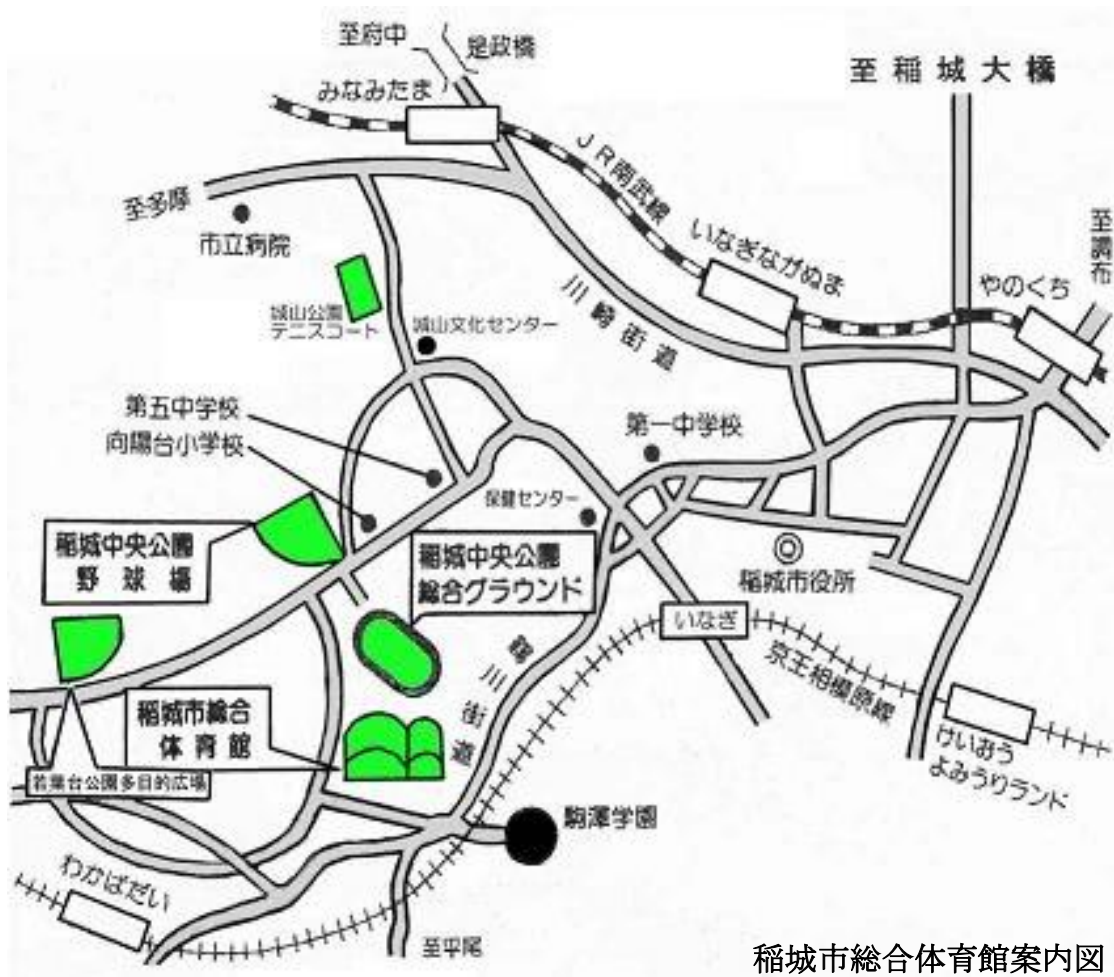 至府中
是政橋
至稲城大橋
みなみたま
JR南武線
至多摩
市立病院
いなぎながぬま
至調布
やのくち
川崎街道
城山公園
テニスコート
城山文化センター
第五中学校
向陽台小学校
第一中学校
保健センター
稲城中央公園
野球場
稲城中央公園
総合グラウンド
稲城市役所
いなぎ
京王相模原線
鶴川街道
稲城市総合
体育館
けいおう
よみうりランド
若葉台公園多目的広場
駒澤学園
わかばだい
至平尾
稲城市総合体育館案内図